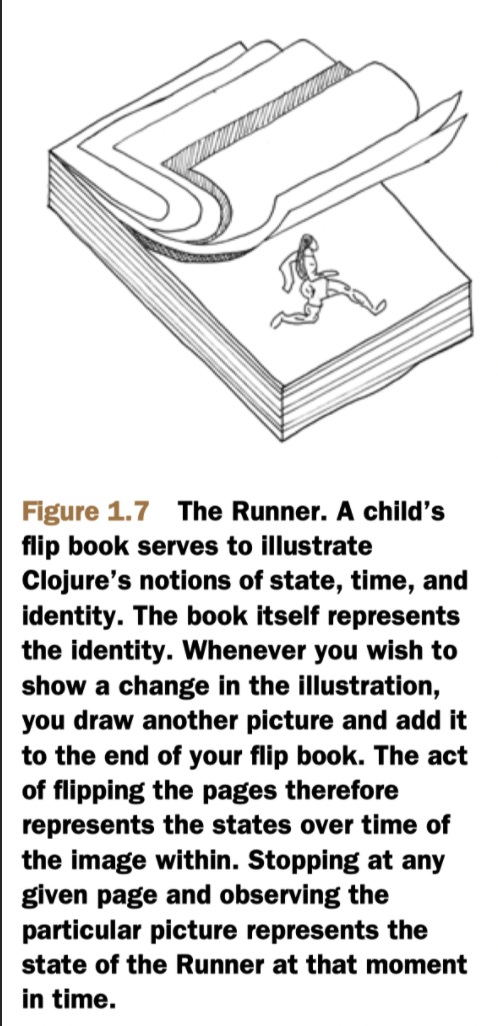 Figure 1.7 The Runner. A child’s
flip book serves to illustrate
Clojure’s notions of state, time, and
identity. The book itself represents
the identity. Whenever you wish to
show a change in the illustration,
you draw another picture and add it
to the end of your flip book. The act
of flipping the pages therefore
represents the states over time of
the image within. Stopping at any
given page and observing the
particular picture represents the
state of the Runner at that moment
in time.